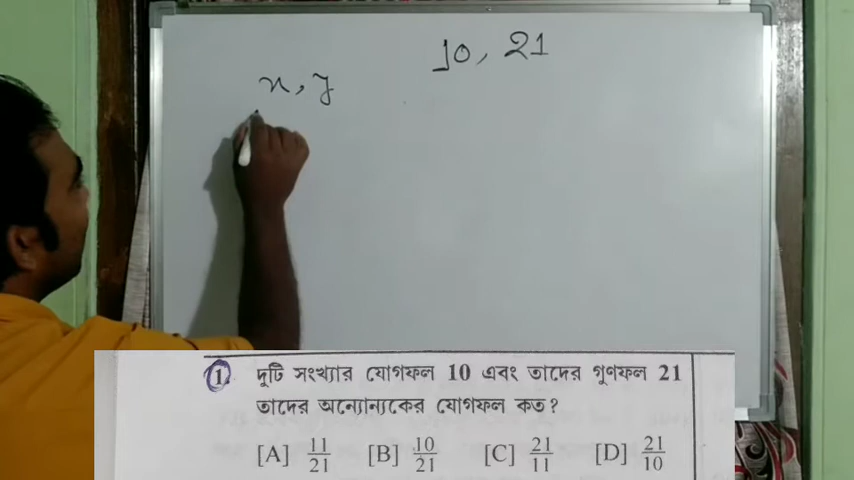 10, 21
x, y
1. দুটি সংখ্যার যোগফল 10 এবং তাদের গুণফল 21
তাদের অন্যোন্যকের যোগফল কত?
[A] 11/21 [B] 10/21 [C] 21/11 [D] 21/10